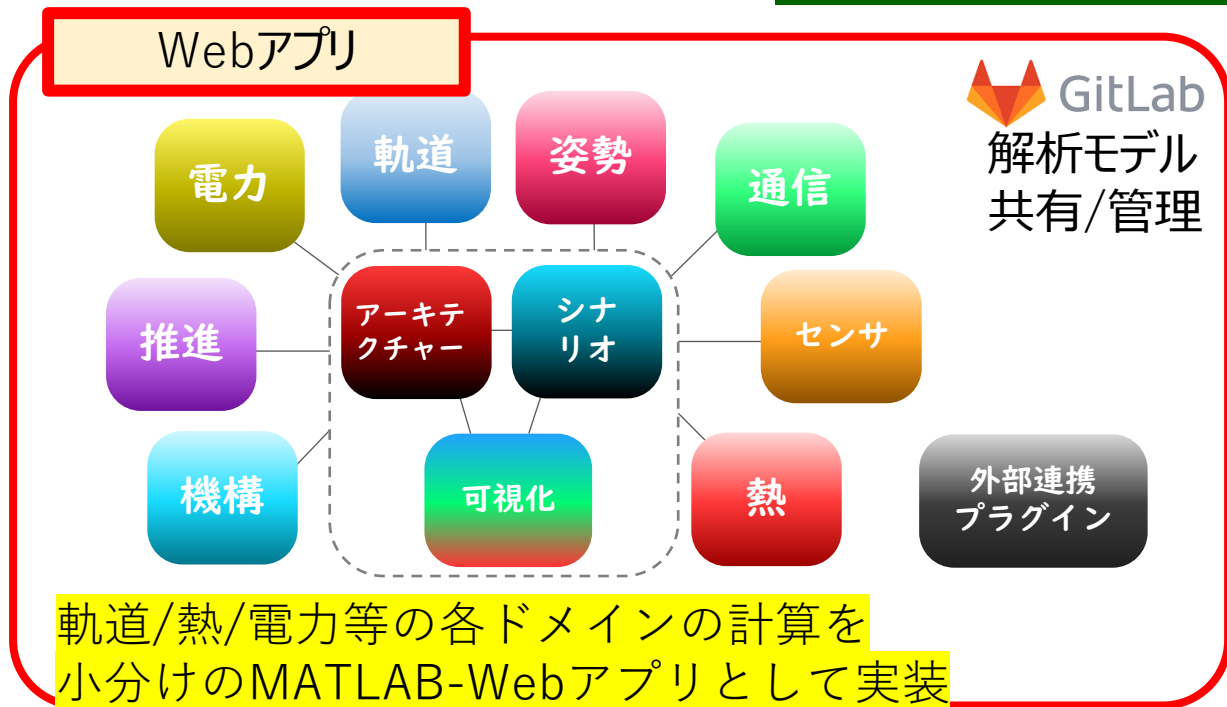 Webアプリ
GitLab
解析モデル
共有/管理
電力
軌道
姿勢
通信
推進
アーキテ
クチャー
シナ
リオ
センサ
機構
可視化
熱
外部連携
プラグイン
軌道/熱/電力等の各ドメインの計算を
小分けのMATLAB-Webアプリとして実装